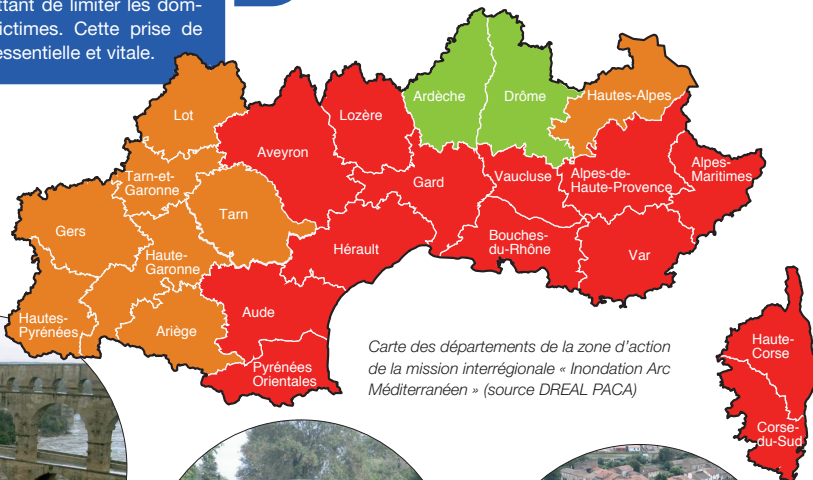 ttant de limiter les dom-
ictimes. Cette prise de
essentielle et vitale.
Lot
Aveyron
Lozère
Ardèche
Drôme
Hautes-Alpes
Tarn-et-
Garonne
Gers
Tarn
Haute-
Garonne
Hautes-
Pyrénées
Ariège
Gard
Vaucluse
Alpes-de-
Haute-Provence
Alpes-
Maritimes
Hérault
Bouches-
du-Rhône
Var
Aude
Pyrénées
Orientales
Carte des départements de la zone d'action
de la mission interrégionale « Inondation Arc
Méditerranéen » (source DREAL PACA)
Haute-
Corse
Corse-
du-Sud